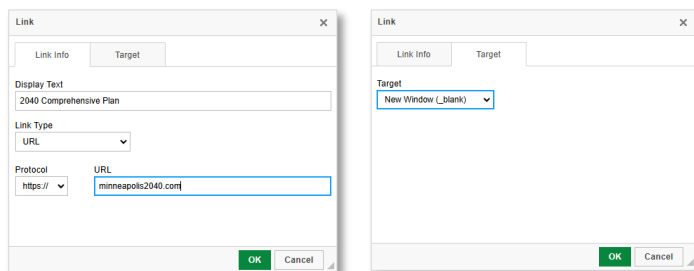 Link
Link Info Target
Display Text
2040 Comprehensive Plan
Link Type
URL
Protocol URL
https:// minneapolis2040.com
OK Cancel
Link
Link Info Target
Target
New Window (_blank)
OK Cancel